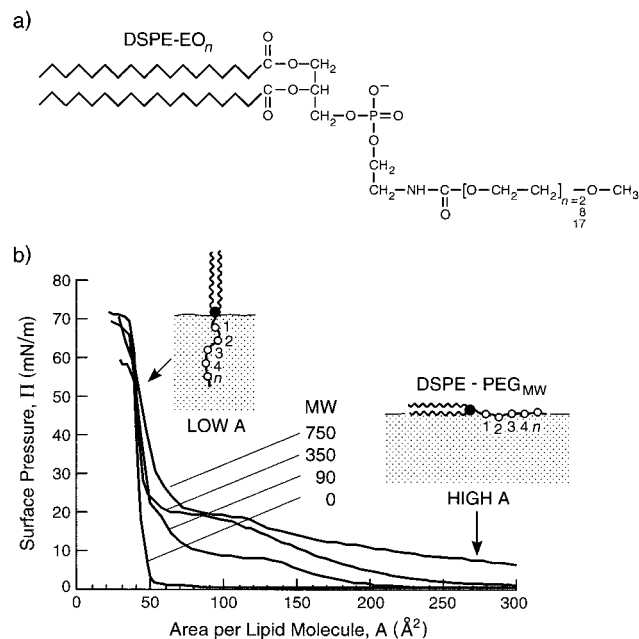 a)
DSPE-EOn
O
C–O–CH2
C–O–CH
O
CH2–O–P=O
O−
O
CH2
CH2–NH–C–[O–CH2–CH2]n=2–O–CH3
O
8
17
b)
80
70
60
50
40
30
20
10
0
Surface Pressure, Π (mN/m)
1
2
3
4
n
LOW A
MW
750
350
90
0
DSPE - PEGMW
1 2 3 4 n
HIGH A
0 50 100 150 200 250 300
Area per Lipid Molecule, A (Å2)